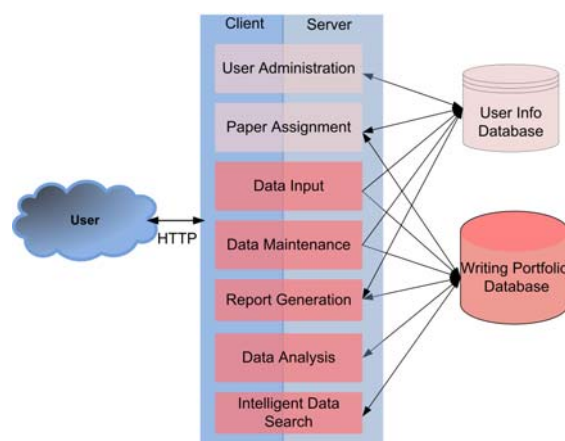 Client
Server
User Administration
Paper Assignment
Data Input
Data Maintenance
Report Generation
Data Analysis
Intelligent Data
Search
User
HTTP
User Info
Database
Writing Portfolio
Database